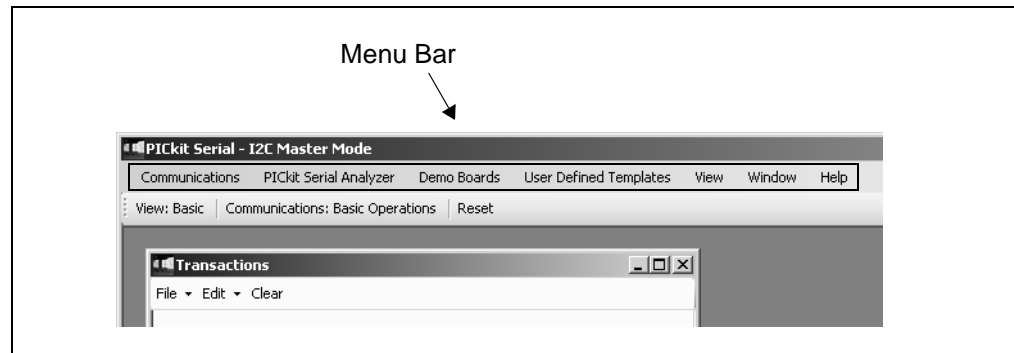 Menu Bar
PICkit Serial - I2C Master Mode
Communications PICkit Serial Analyzer Demo Boards User Defined Templates View Window Help
View: Basic Communications: Basic Operations Reset
Transactions
File Edit Clear